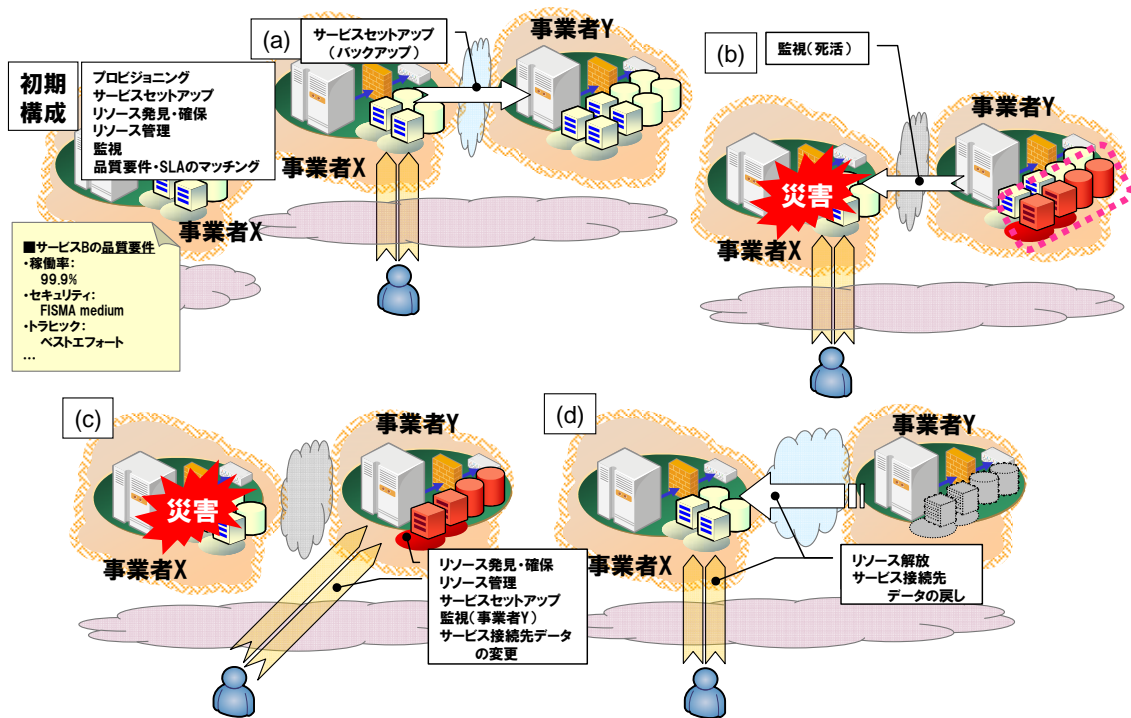 初期
構成
プロビジョニング
サービスセットアップ
リソース発見・確保
リソース管理
監視
品質要件・SLAのマッチング
事業者X
■サービスBの品質要件
・稼働率：
99.9%
・セキュリティ：
FISMA medium
・トラヒック：
ベストエフォート
…
(a)
サービスセットアップ
（バックアップ）
事業者Y
事業者X
(b)
監視（死活）
事業者Y
災害
事業者X
(c)
事業者Y
災害
事業者X
リソース発見・確保
リソース管理
サービスセットアップ
監視（事業者Y）
サービス接続先データ
の変更
(d)
事業者Y
事業者X
リソース解放
サービス接続先
データの戻し